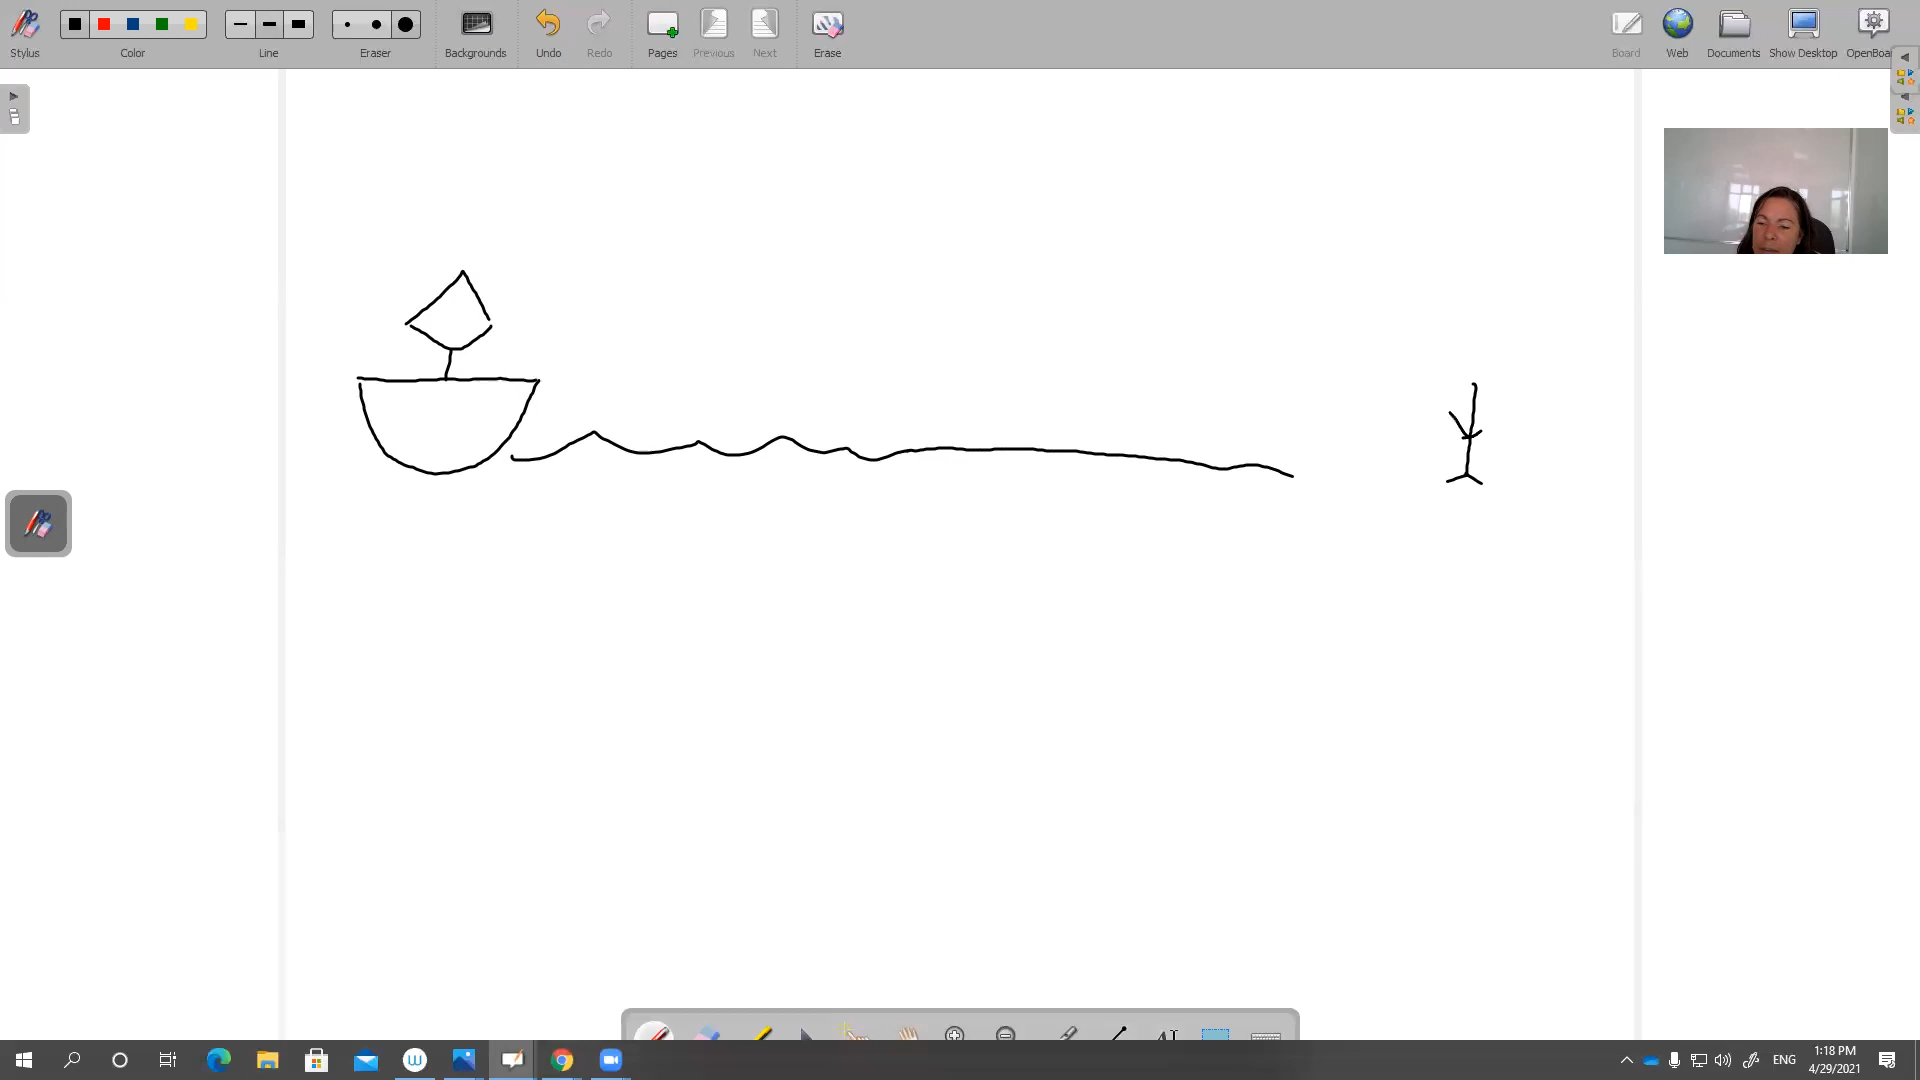 Stylus
Color
Line
Eraser
Backgrounds
Undo
Redo
Pages
Previous
Next
Erase
Board
Web
Documents
Show Desktop
OpenBoa
ENG
1:18 PM
4/29/2021